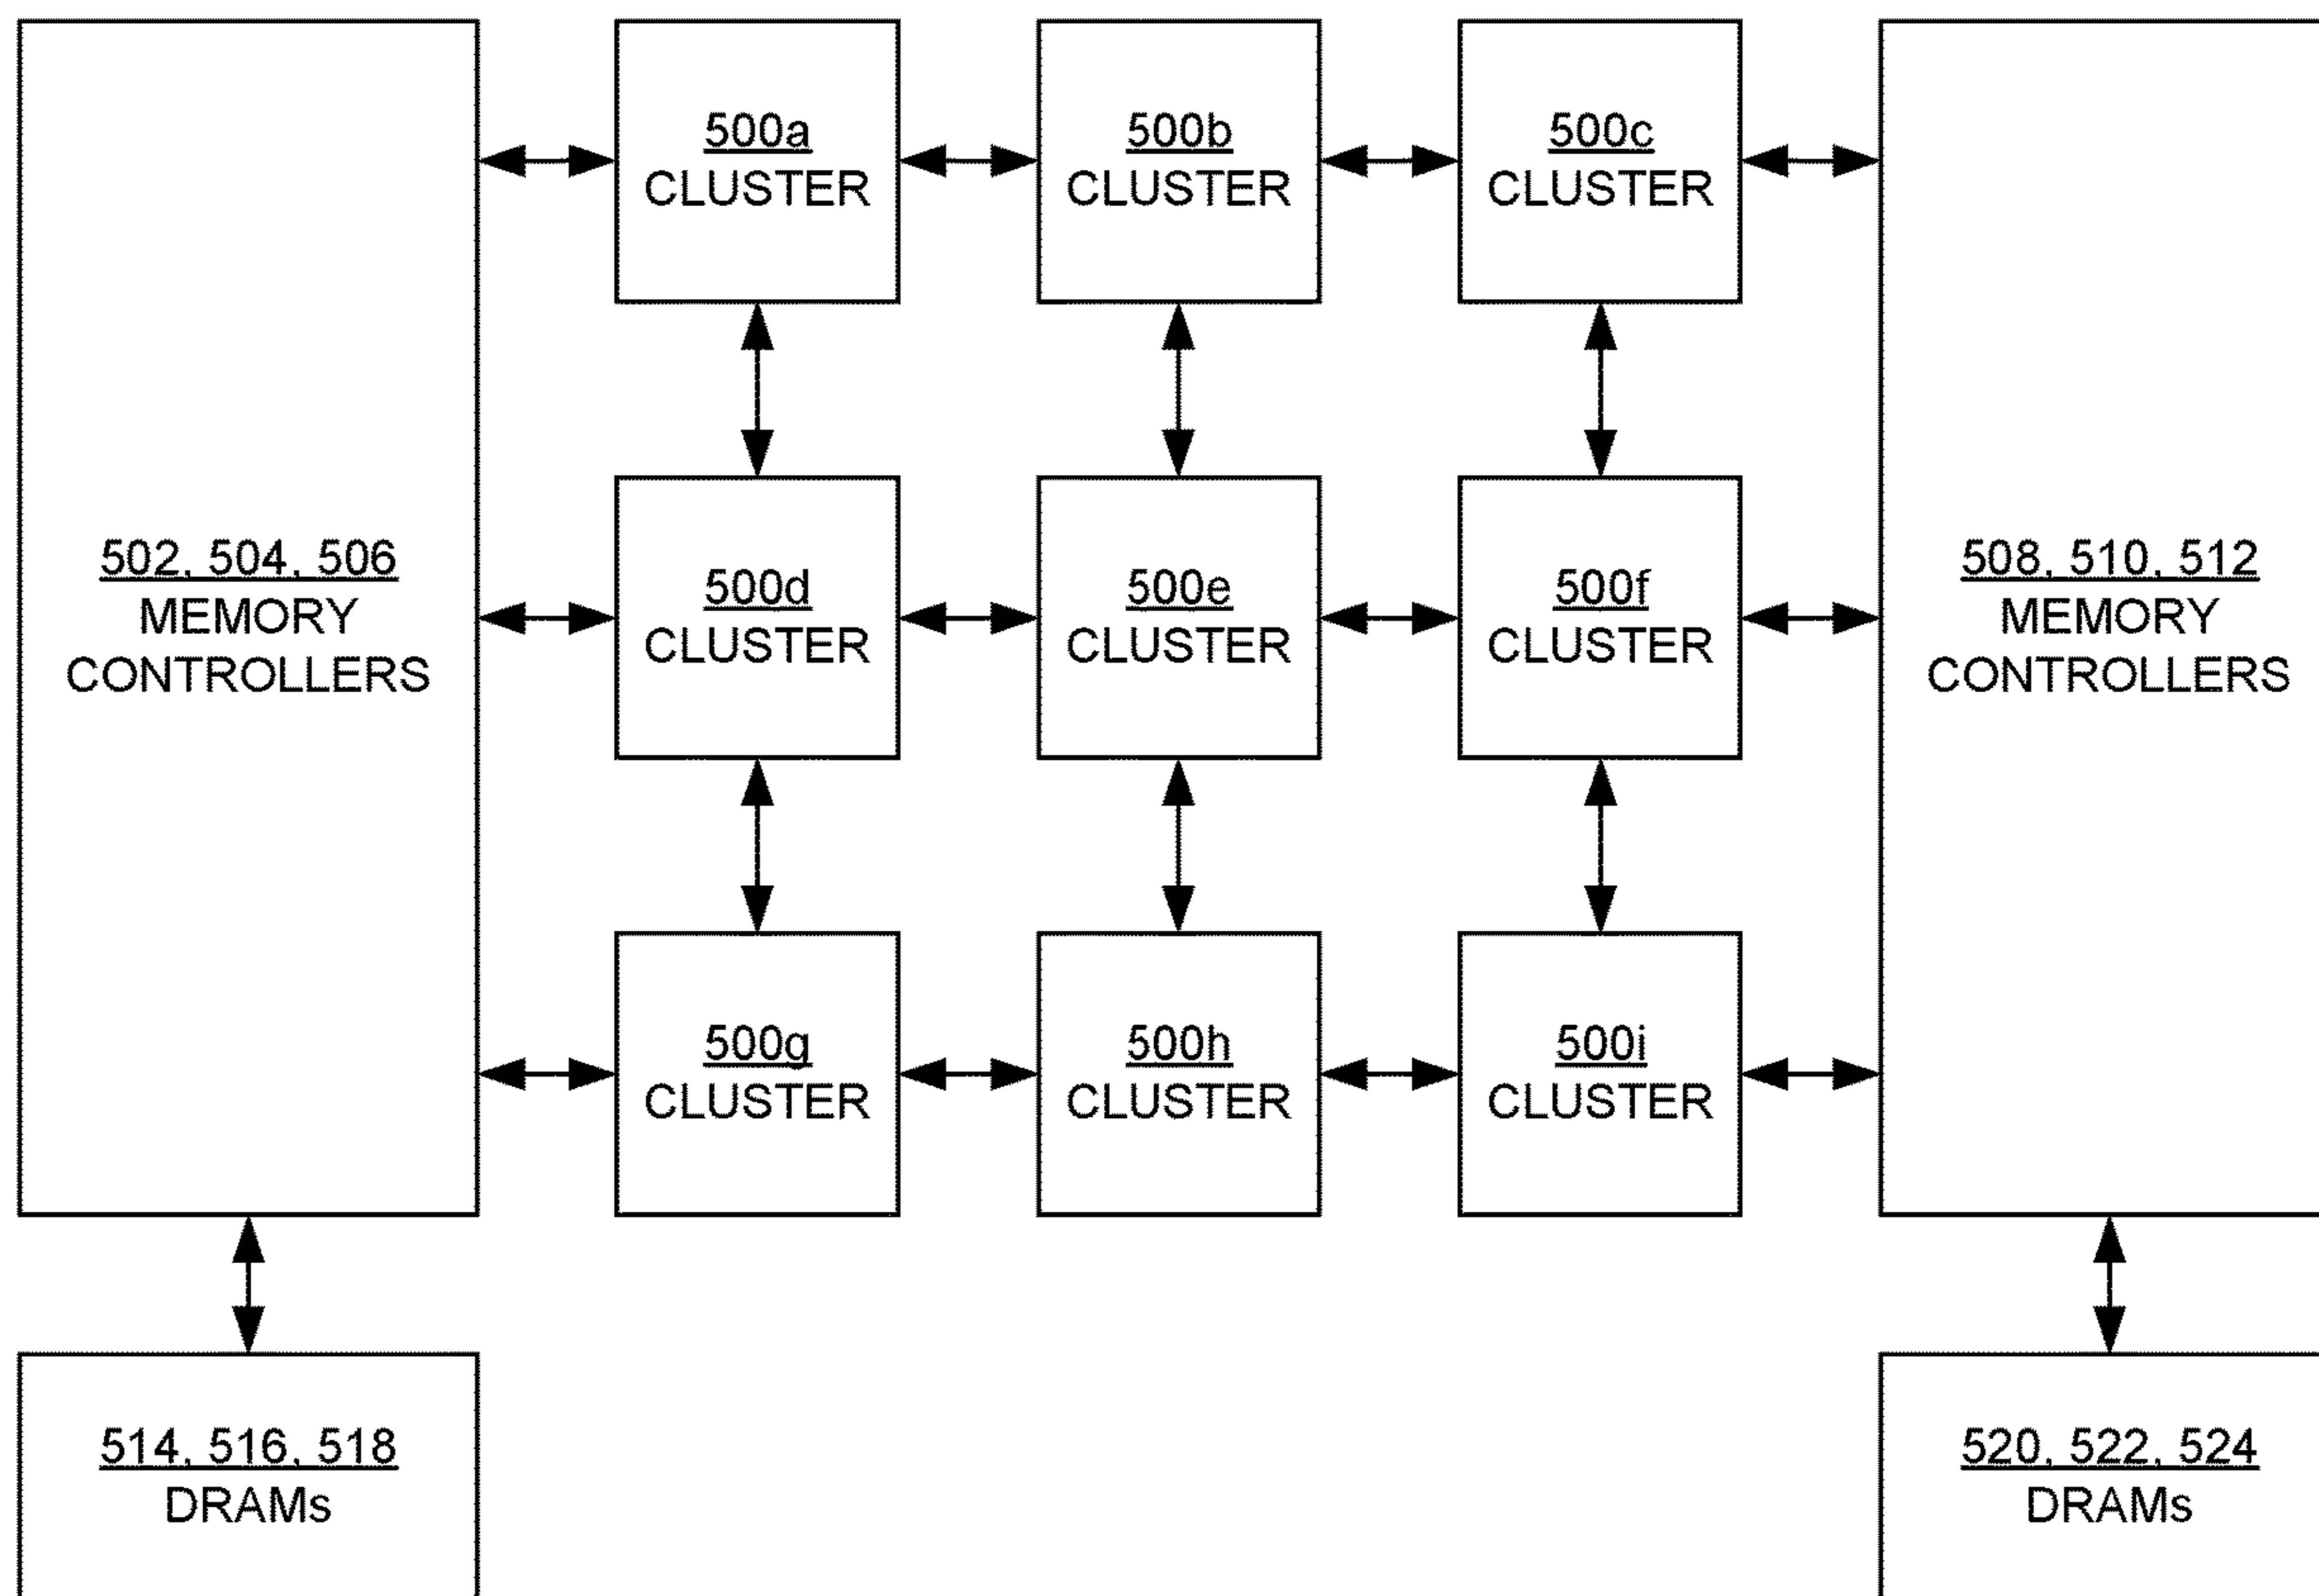 500a
CLUSTER
500b
CLUSTER
500c
CLUSTER
502, 504, 506
MEMORY
CONTROLLERS
500d
CLUSTER
500e
CLUSTER
500f
CLUSTER
508, 510, 512
MEMORY
CONTROLLERS
500g
CLUSTER
500h
CLUSTER
500i
CLUSTER
514, 516, 518
DRAMs
520, 522, 524
DRAMs